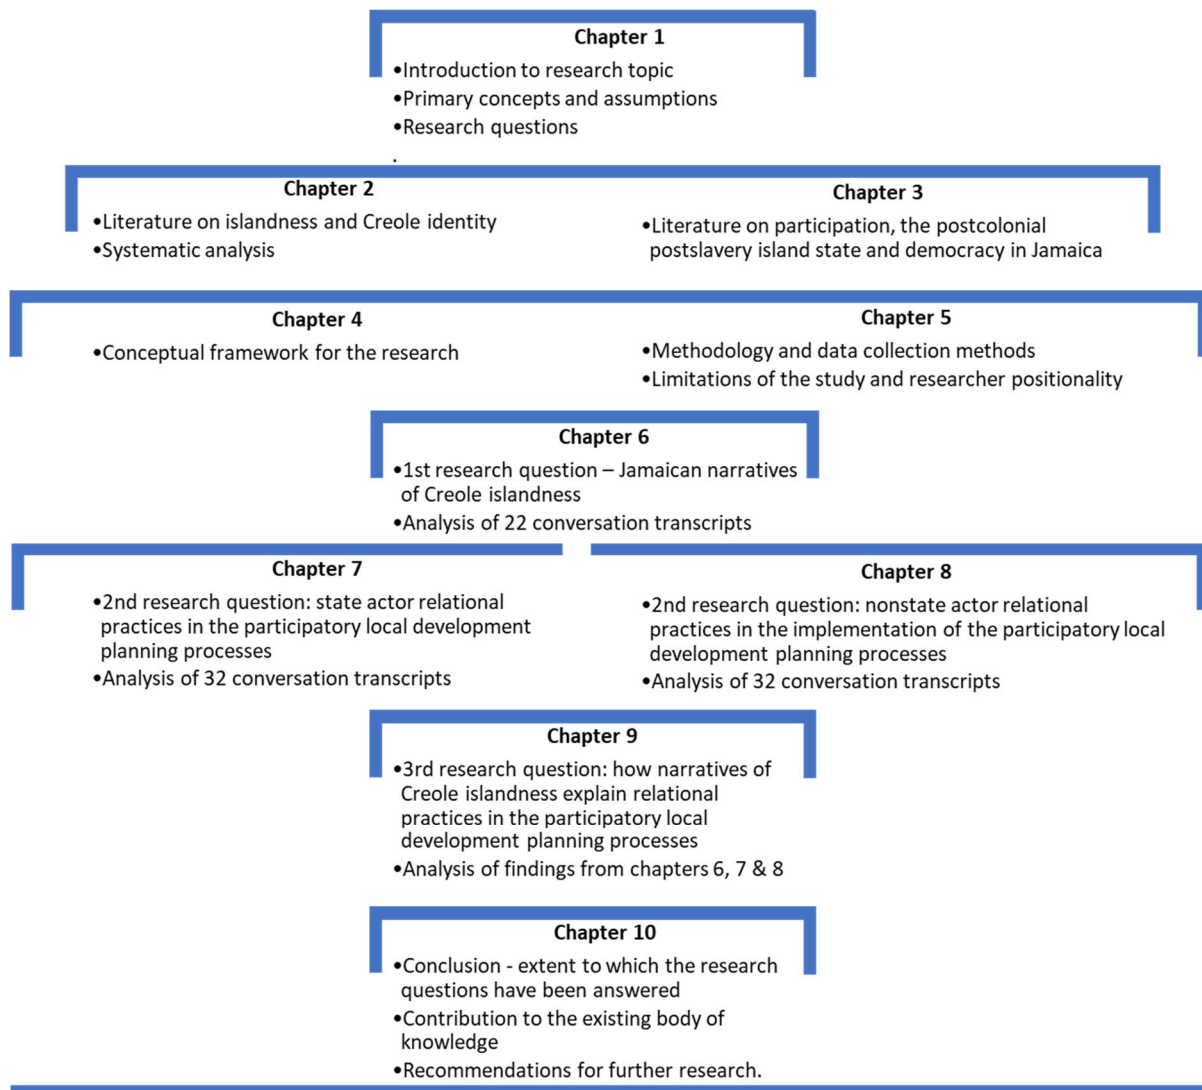 Chapter 1
•Introduction to research topic
•Primary concepts and assumptions
•Research questions
.
Chapter 2
•Literature on islandness and Creole identity
•Systematic analysis
Chapter 3
•Literature on participation, the postcolonial
postslavery island state and democracy in Jamaica
Chapter 4
•Conceptual framework for the research
Chapter 5
•Methodology and data collection methods
•Limitations of the study and researcher positionality
Chapter 6
•1st research question – Jamaican narratives
of Creole islandness
•Analysis of 22 conversation transcripts
Chapter 7
•2nd research question: state actor relational
practices in the participatory local development
planning processes
•Analysis of 32 conversation transcripts
Chapter 8
•2nd research question: nonstate actor relational
practices in the implementation of the participatory local
development planning processes
•Analysis of 32 conversation transcripts
Chapter 9
•3rd research question: how narratives of
Creole islandness explain relational
practices in the participatory local
development planning processes
•Analysis of findings from chapters 6, 7 & 8
Chapter 10
•Conclusion - extent to which the research
questions have been answered
•Contribution to the existing body of
knowledge
•Recommendations for further research.